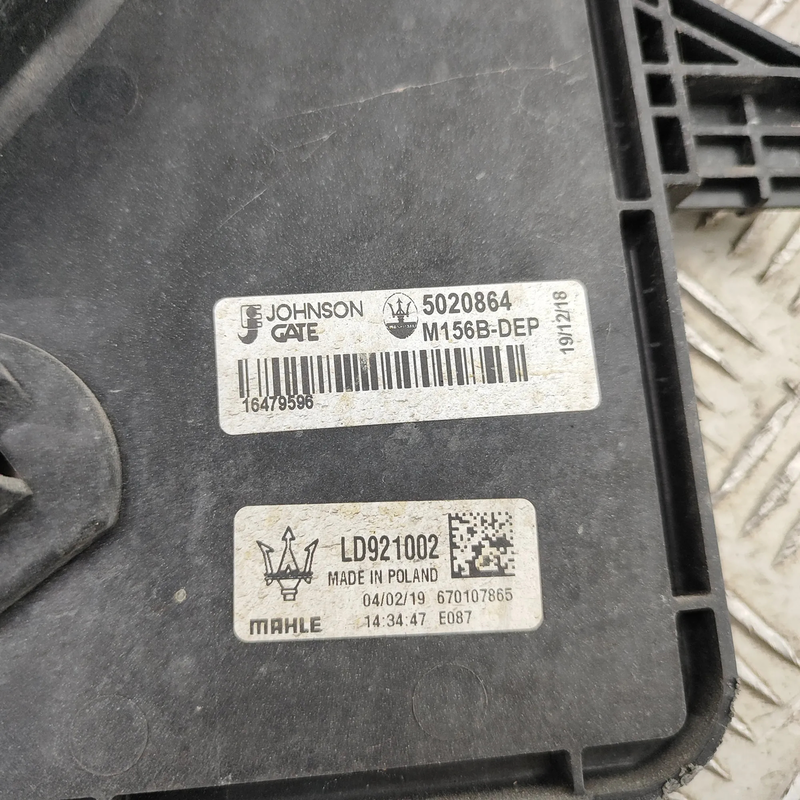 JOHNSON 5020864
GATE M156B-DEP
19/12/18
16479596
LD921002
MADE IN POLAND
04/02/19 670107865
MAHLE 14:34:47 E087